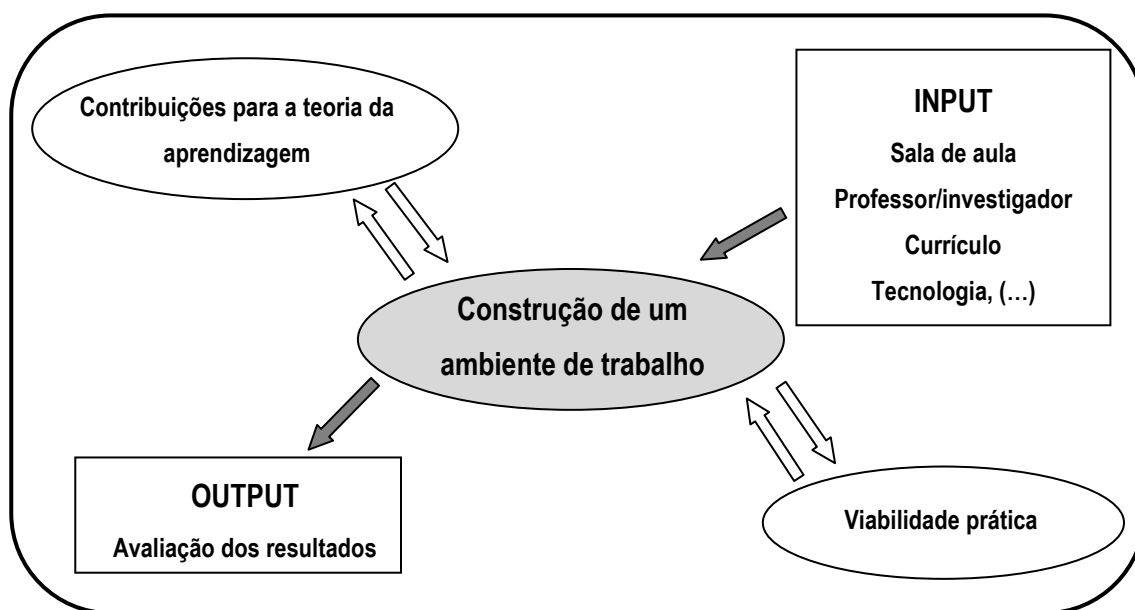 Contribuições para a teoria da
aprendizagem
INPUT
Sala de aula
Professor/investigador
Currículo
Tecnologia, (…)
Construção de um
ambiente de trabalho
OUTPUT
Avaliação dos resultados
Viabilidade prática